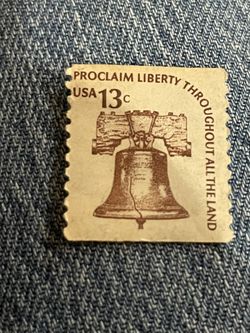 PROCLAIM LIBERTY THROUGHOUT ALL THE LAND
USA 13c